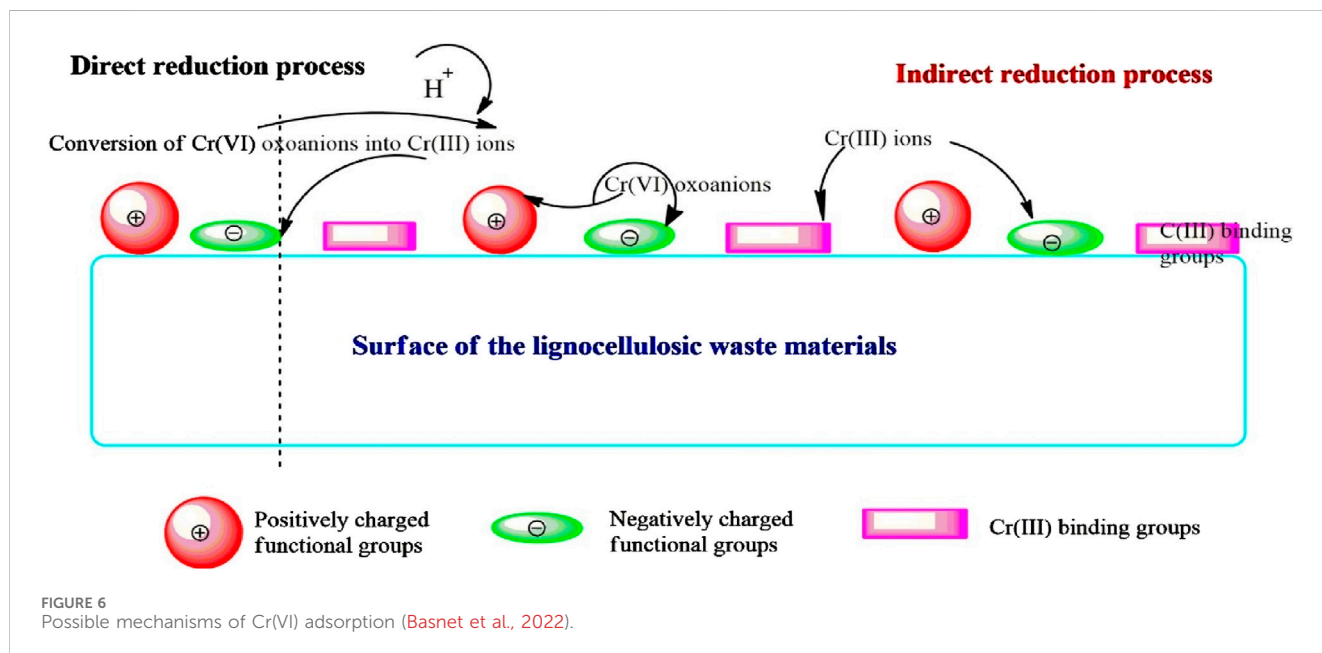 Direct reduction process
H+
Indirect reduction process
Conversion of Cr(VI) oxoanions into Cr(III) ions
Cr(III) ions
Cr(VI) oxoanions
C(III) binding
groups
Surface of the lignocellulosic waste materials
Positively charged
functional groups
Negatively charged
functional groups
Cr(III) binding groups
FIGURE 6
Possible mechanisms of Cr(VI) adsorption (Basnet et al., 2022).